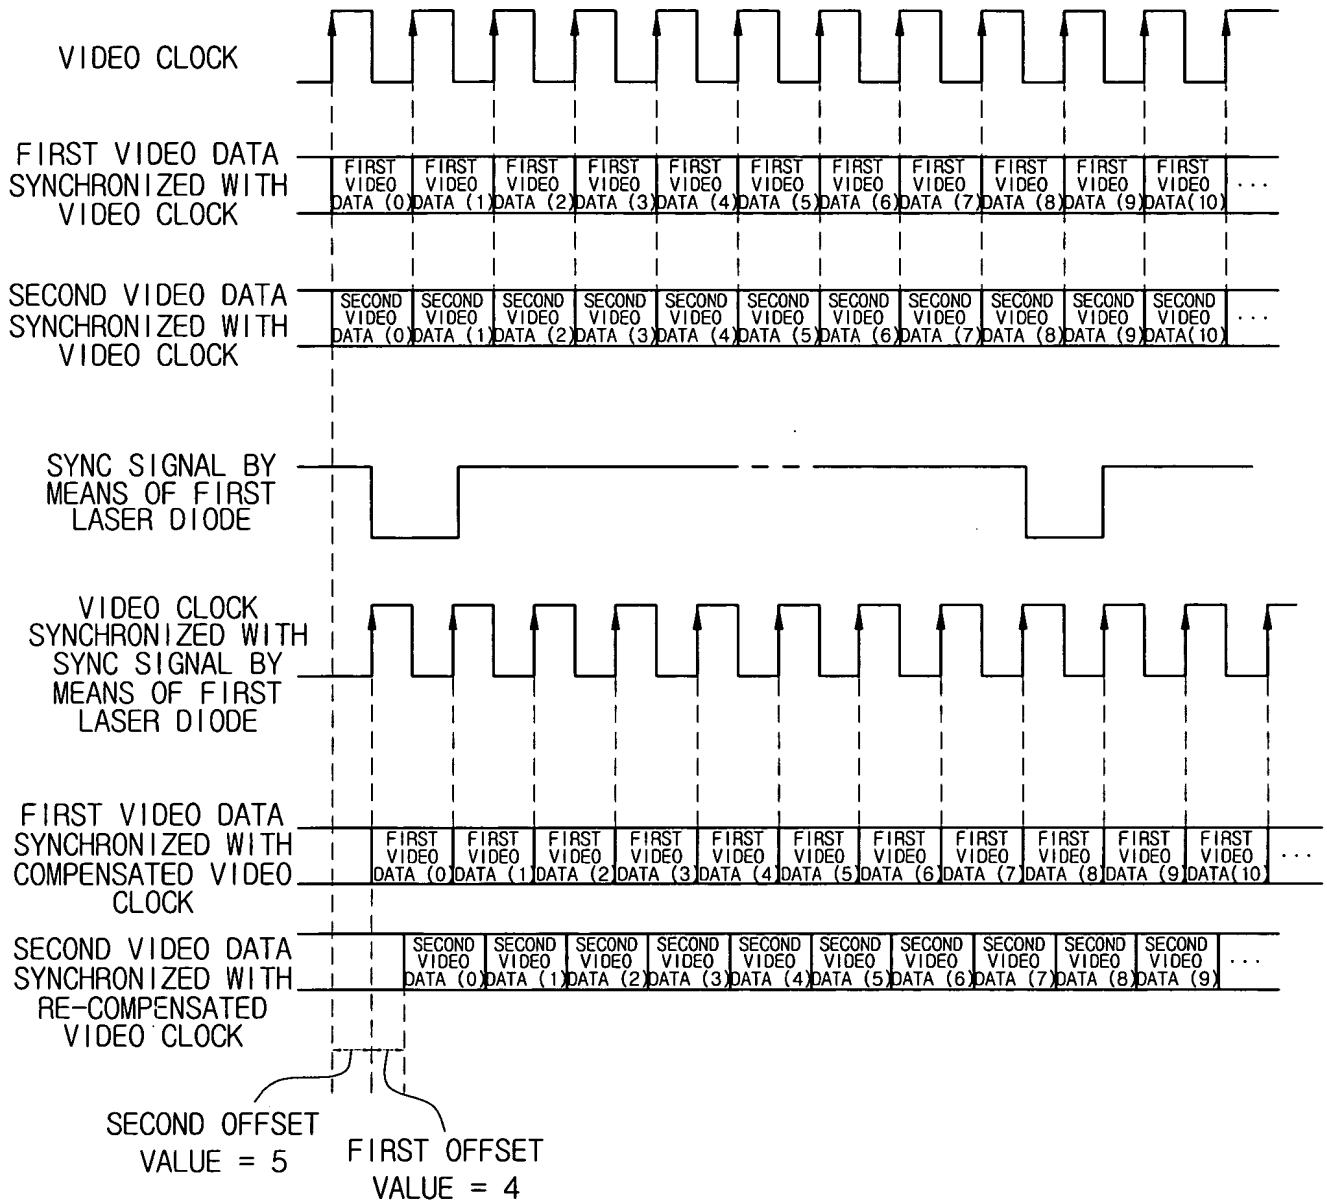 VIDEO CLOCK
FIRST VIDEO DATA
SYNCHRONIZED WITH
VIDEO CLOCK
FIRST FIRST FIRST FIRST FIRST FIRST FIRST FIRST FIRST FIRST FIRST
VIDEO VIDEO VIDEO VIDEO VIDEO VIDEO VIDEO VIDEO VIDEO VIDEO VIDEO
DATA (0) DATA (1) DATA (2) DATA (3) DATA (4) DATA (5) DATA (6) DATA (7) DATA (8) DATA (9) DATA(10)
...
SECOND VIDEO DATA
SYNCHRONIZED WITH
VIDEO CLOCK
SECOND SECOND SECOND SECOND SECOND SECOND SECOND SECOND SECOND SECOND SECOND
VIDEO VIDEO VIDEO VIDEO VIDEO VIDEO VIDEO VIDEO VIDEO VIDEO VIDEO
DATA (0) DATA (1) DATA (2) DATA (3) DATA (4) DATA (5) DATA (6) DATA (7) DATA (8) DATA (9) DATA(10)
...
SYNC SIGNAL BY
MEANS OF FIRST
LASER DIODE
VIDEO CLOCK
SYNCHRONIZED WITH
SYNC SIGNAL BY
MEANS OF FIRST
LASER DIODE
FIRST VIDEO DATA
SYNCHRONIZED WITH
COMPENSATED VIDEO
CLOCK
FIRST FIRST FIRST FIRST FIRST FIRST FIRST FIRST FIRST FIRST FIRST
VIDEO VIDEO VIDEO VIDEO VIDEO VIDEO VIDEO VIDEO VIDEO VIDEO VIDEO
DATA (0) DATA (1) DATA (2) DATA (3) DATA (4) DATA (5) DATA (6) DATA (7) DATA (8) DATA (9) DATA(10)
...
SECOND VIDEO DATA
SYNCHRONIZED WITH
RE-COMPENSATED
VIDEO CLOCK
SECOND SECOND SECOND SECOND SECOND SECOND SECOND SECOND SECOND SECOND
VIDEO VIDEO VIDEO VIDEO VIDEO VIDEO VIDEO VIDEO VIDEO VIDEO
DATA (0) DATA (1) DATA (2) DATA (3) DATA (4) DATA (5) DATA (6) DATA (7) DATA (8) DATA (9)
...
SECOND OFFSET
VALUE = 5
FIRST OFFSET
VALUE = 4